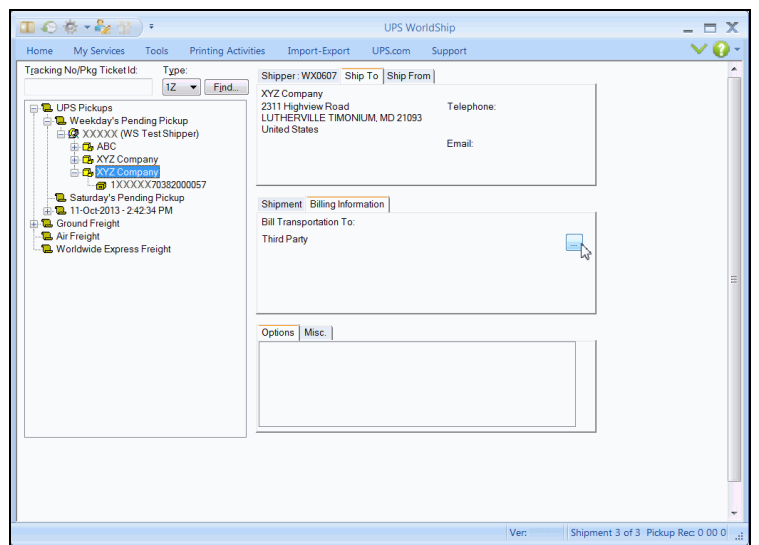 UPS WorldShip
Home My Services Tools Printing Activities Import-Export UPS.com Support
Tracking No/Pkg Ticket Id: Type:
1Z Find...
UPS Pickups
Weekday's Pending Pickup
XXXXX (WS Test Shipper)
ABC
XYZ Company
XYZ Company
1XXXXX70382000057
Saturday's Pending Pickup
11-Oct-2013 - 2:42:34 PM
Ground Freight
Air Freight
Worldwide Express Freight
Shipper: WX0607 Ship To Ship From
XYZ Company
2311 Highview Road Telephone:
LUTHERVILLE TIMONIUM, MD 21093
United States
Email:
Shipment Billing Information
Bill Transportation To:
Third Party ...
Options Misc.
Ver: Shipment 3 of 3 Pickup Rec: 0 00 0